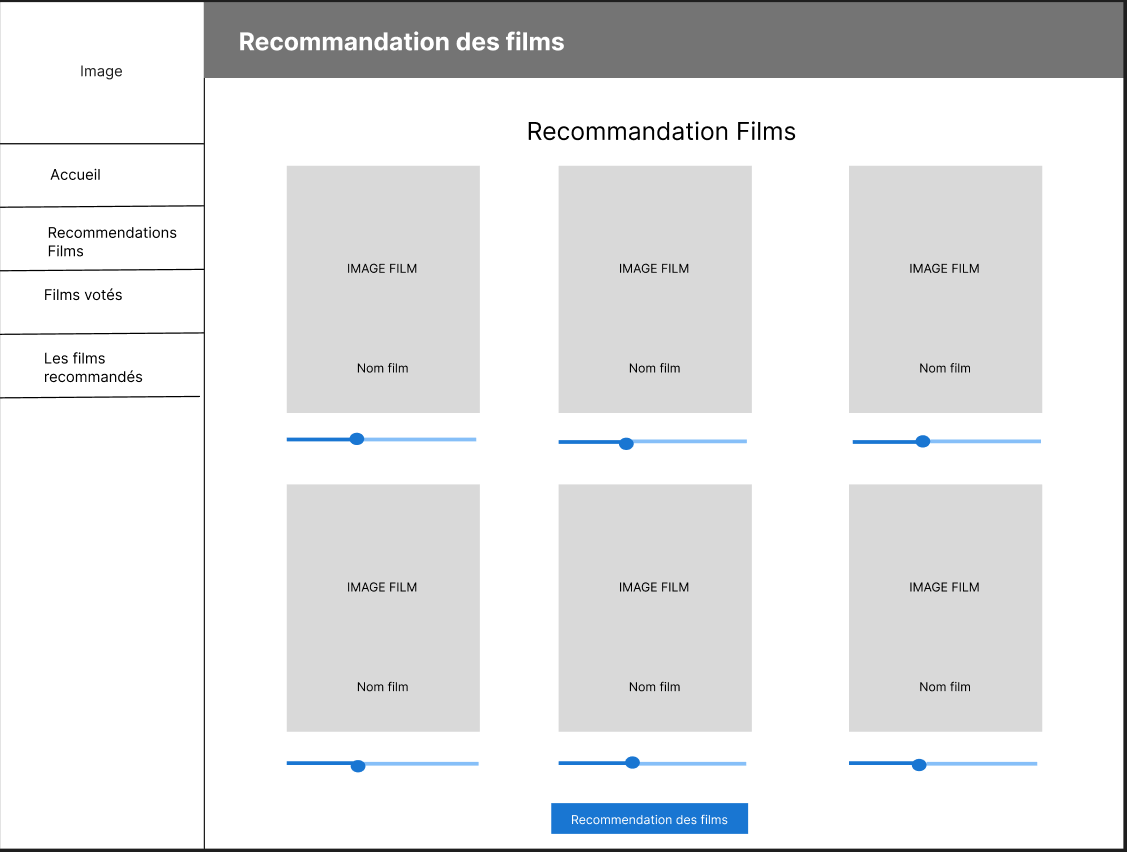 Image
Accueil
Recommendations
Films
Films votés
Les films
recommandés
Recommandation des films
Recommandation Films
IMAGE FILM
Nom film
IMAGE FILM
Nom film
IMAGE FILM
Nom film
IMAGE FILM
Nom film
IMAGE FILM
Nom film
IMAGE FILM
Nom film
Recommendation des films